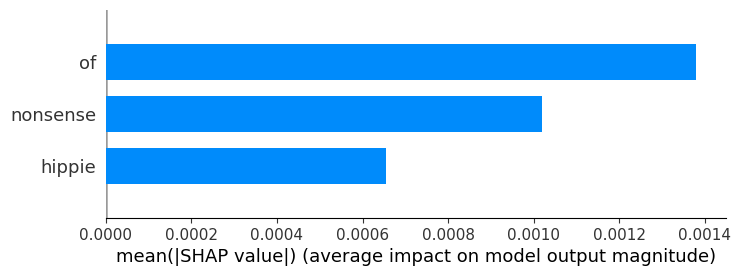 of
nonsense
hippie
0.0000 0.0002 0.0004 0.0006 0.0008 0.0010 0.0012 0.0014
mean(|SHAP value|) (average impact on model output magnitude)